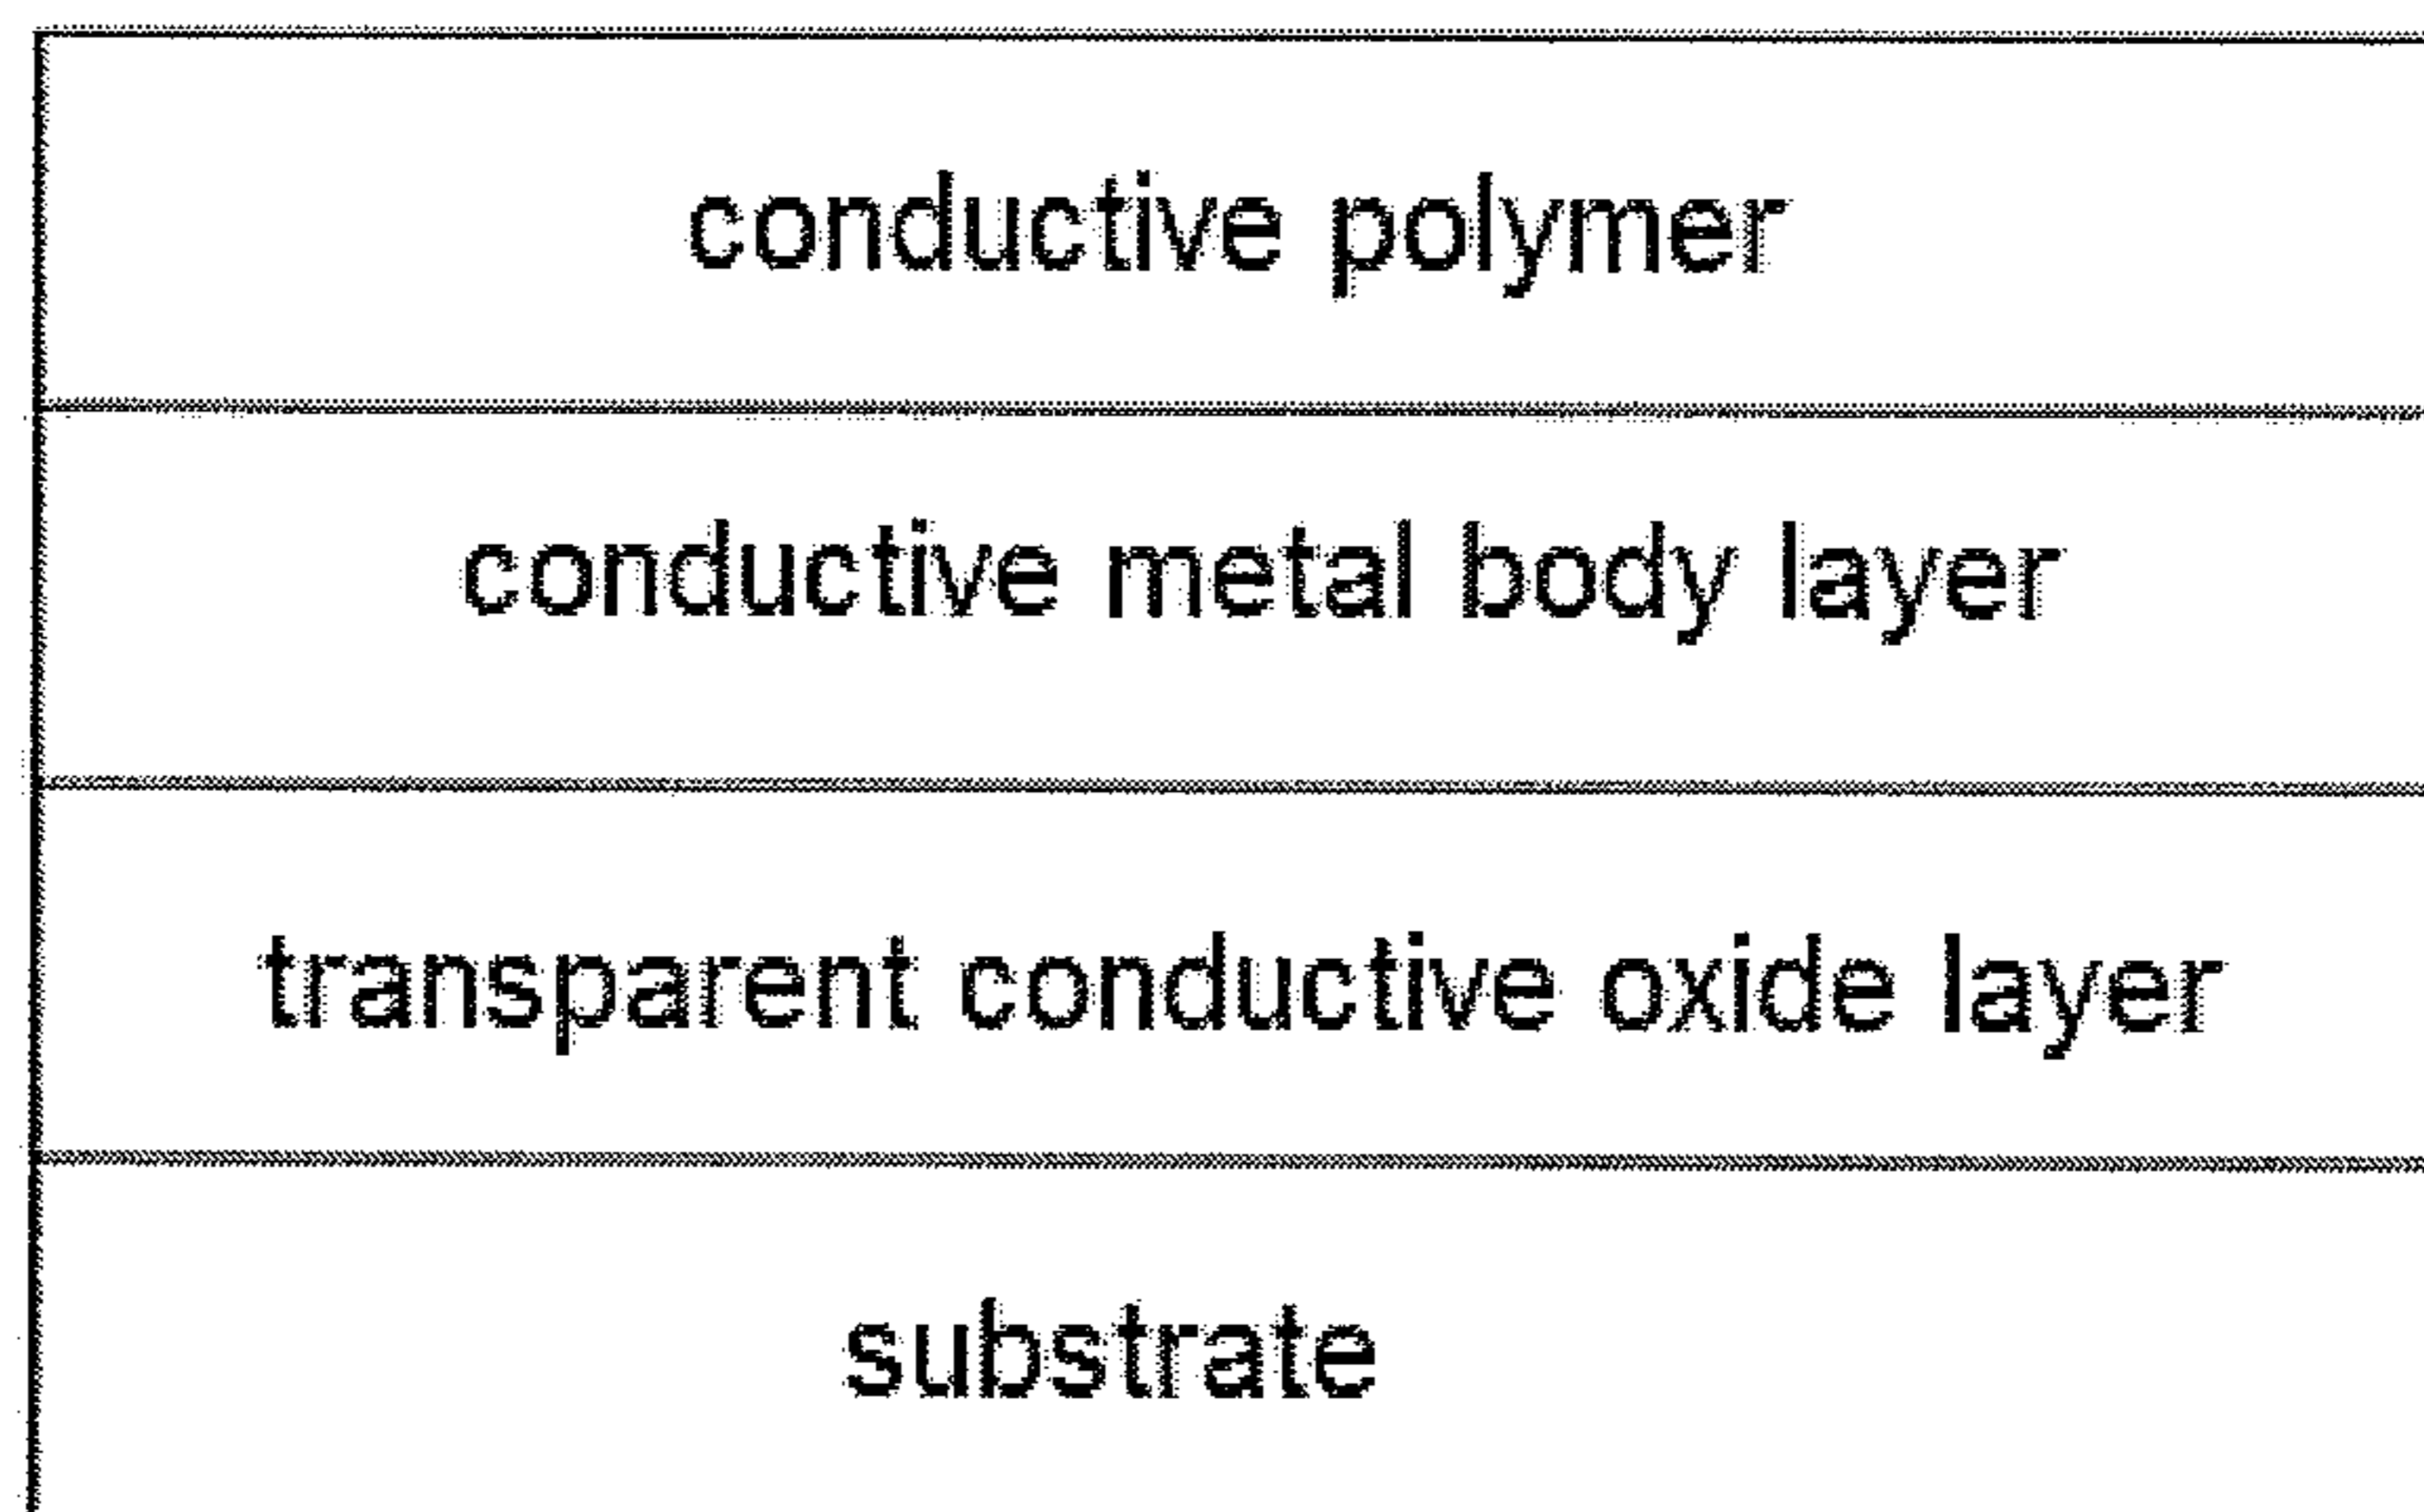 conductive polymer
conductive metal body layer
transparent conductive oxide layer
substrate